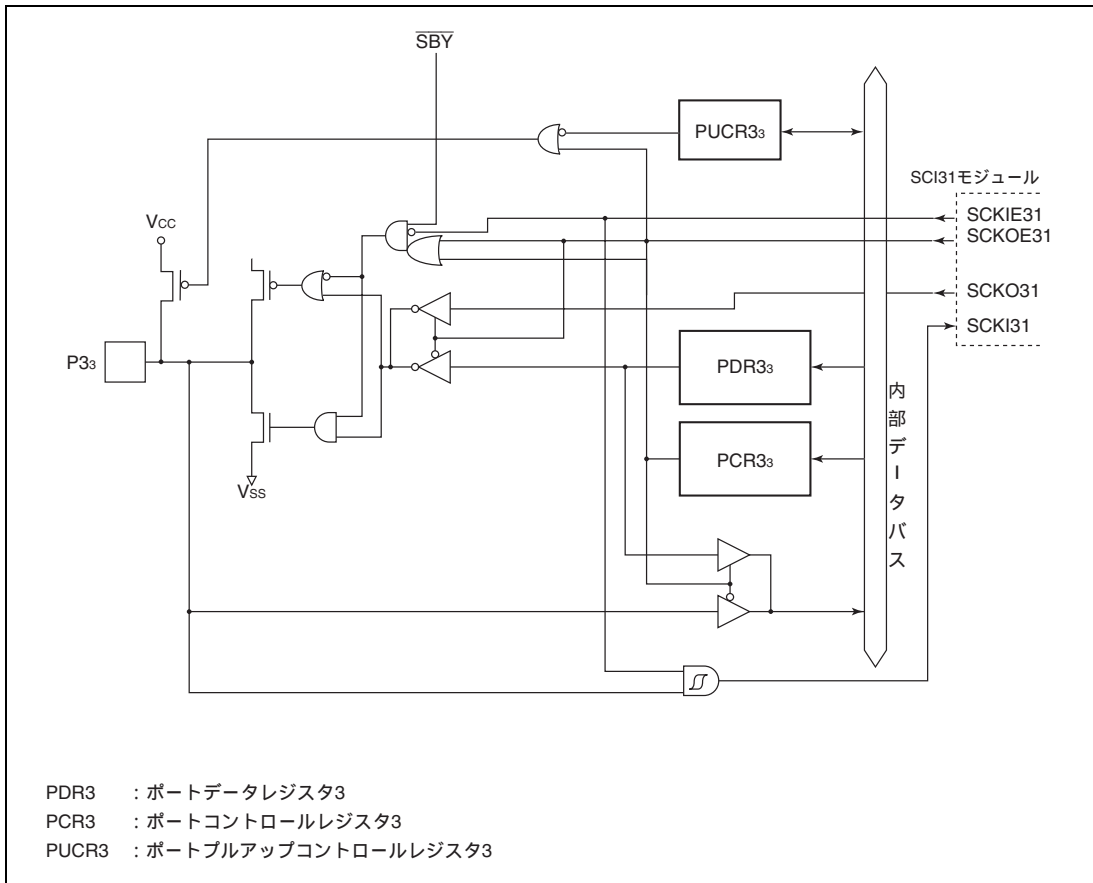 SBY
PUCR3₃
SCI31モジュール
SCKIE31
SCKOE31
VCC
SCKO31
SCKI31
P3₃
PDR3₃
PCR3₃
VSS
内部データバス
PDR3 : ポートデータレジスタ3
PCR3 : ポートコントロールレジスタ3
PUCR3 : ポートプルアップコントロールレジスタ3